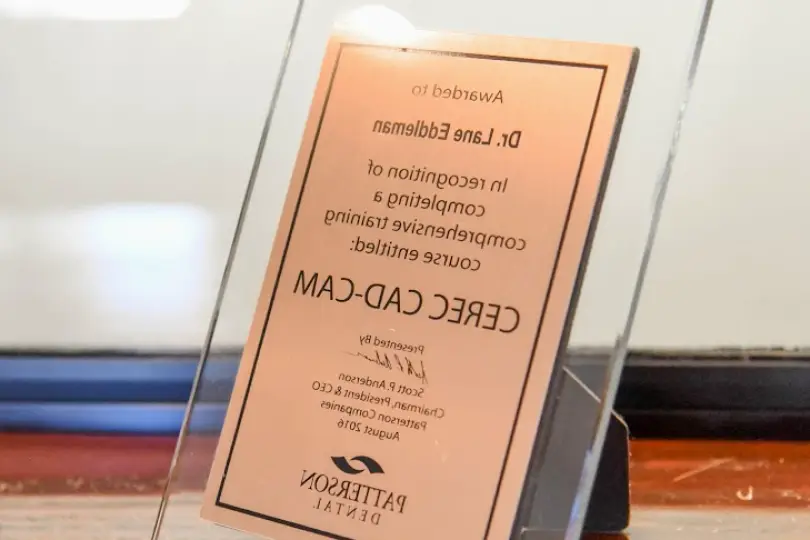 Awarded to
Dr. Lane Eddleman
In recognition of
completing a
comprehensive training
course entitled:
CEREC CAD-CAM
Presented By
Scott P. Anderson
Chairman, President & CEO
Patterson Companies
August 2016
PATTERSON
DENTAL